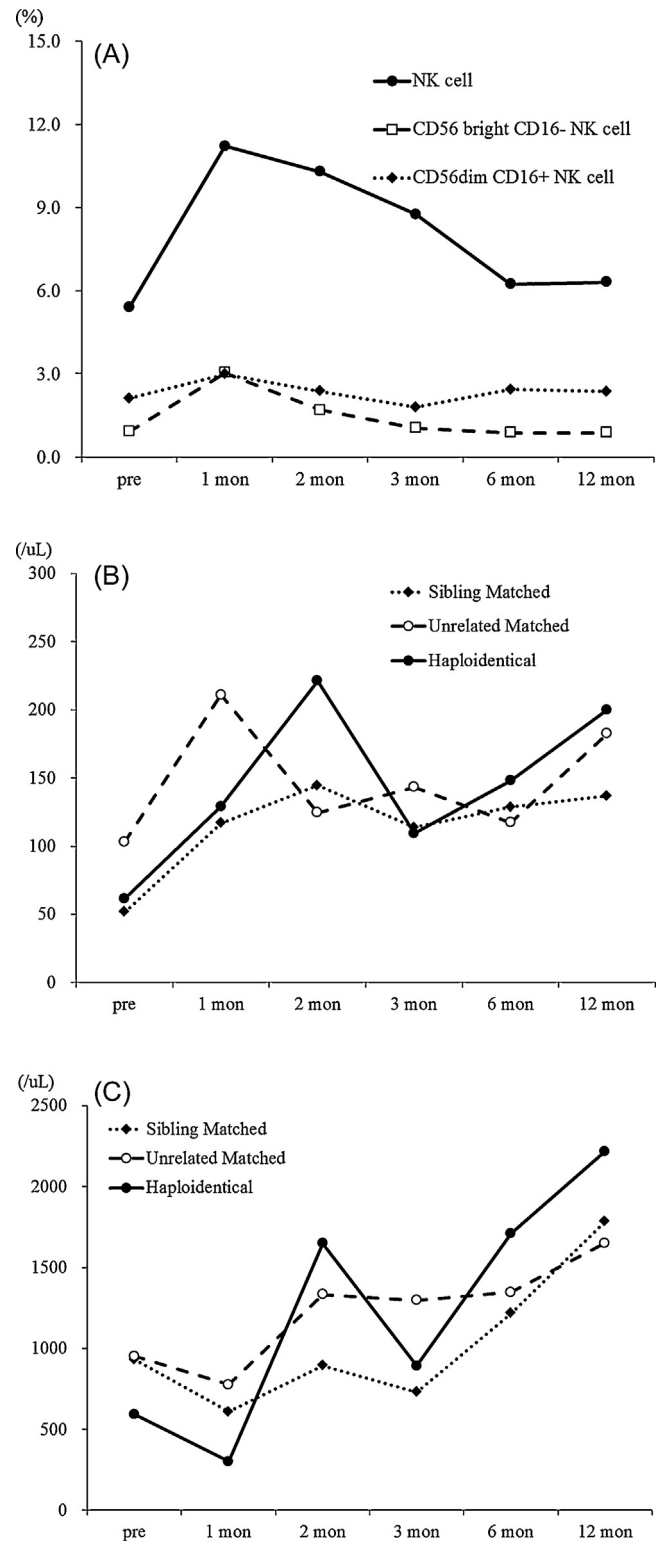 (%)
15.0
(A)
NK cell
12.0
CD56 bright CD16- NK cell
CD56dim CD16+ NK cell
9.0
6.0
3.0
0.0
pre 1 mon 2 mon 3 mon 6 mon 12 mon
(/uL)
300
(B)
Sibling Matched
250
Unrelated Matched
Haploidentical
200
150
100
50
0
pre 1 mon 2 mon 3 mon 6 mon 12 mon
(/uL)
2500
(C)
Sibling Matched
Unrelated Matched
2000
Haploidentical
1500
1000
500
0
pre 1 mon 2 mon 3 mon 6 mon 12 mon